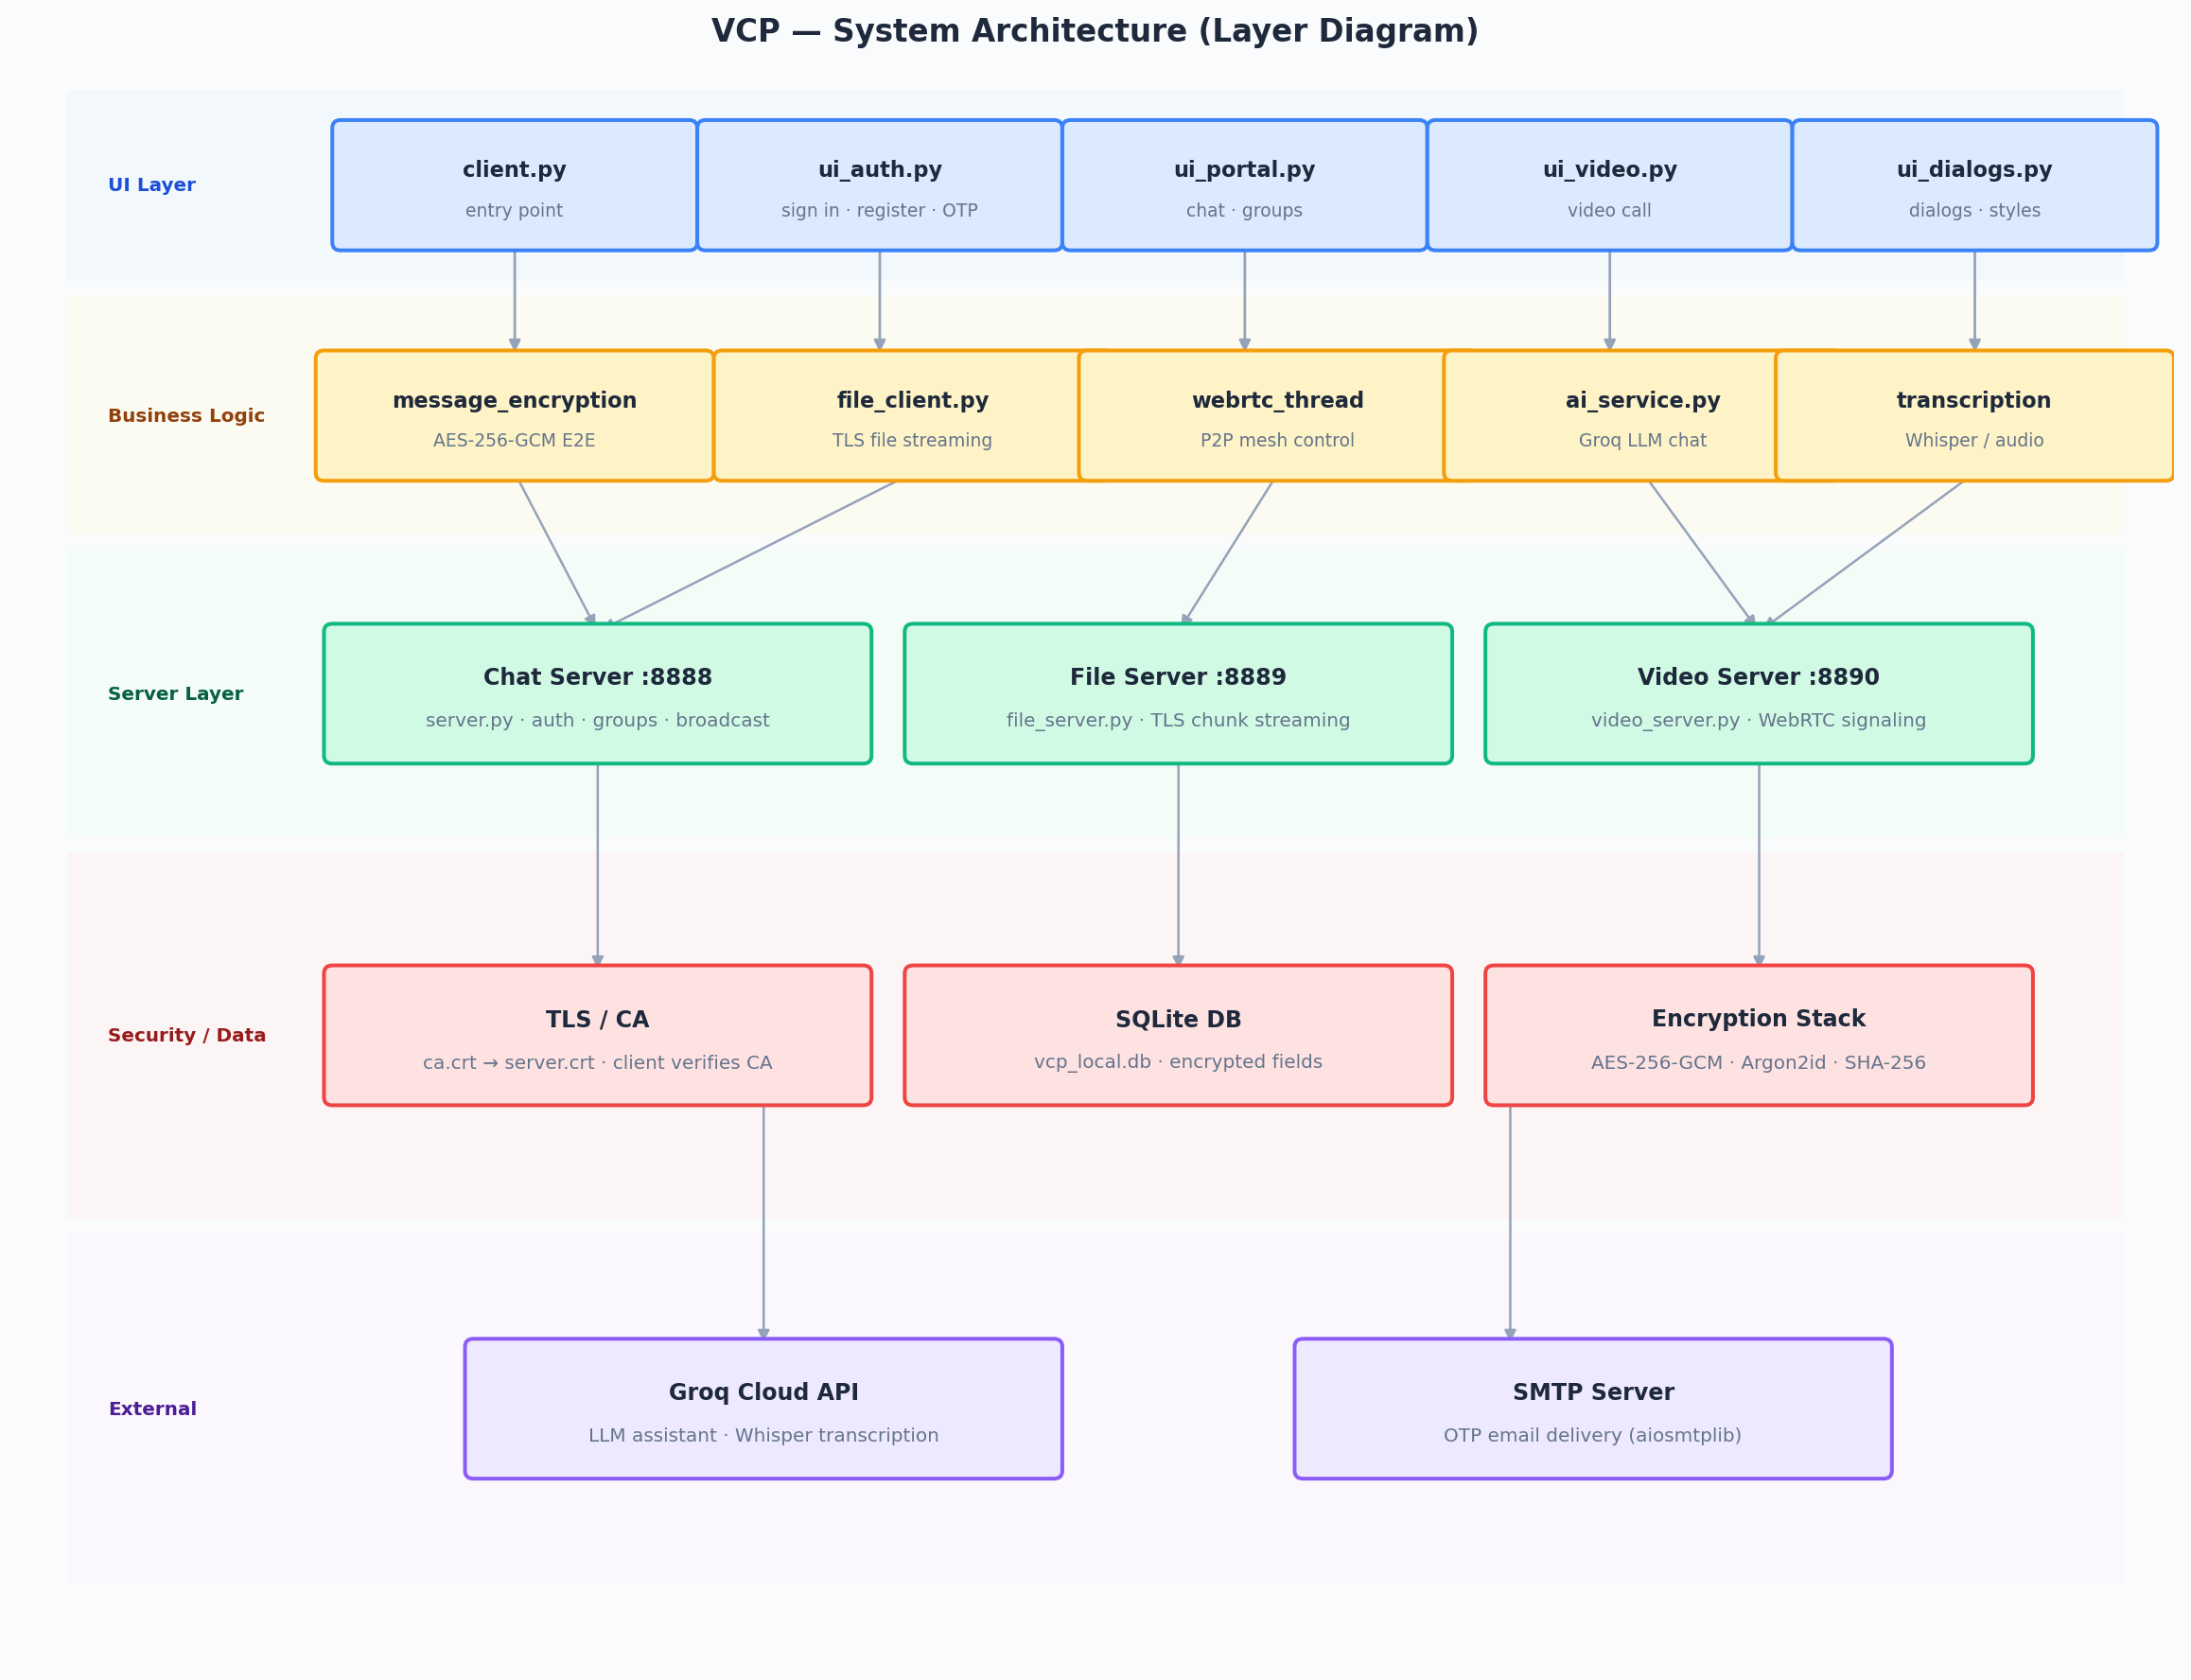 VCP — System Architecture (Layer Diagram)
UI Layer
client.py
entry point
ui_auth.py
sign in · register · OTP
ui_portal.py
chat · groups
ui_video.py
video call
ui_dialogs.py
dialogs · styles
Business Logic
message_encryption
AES-256-GCM E2E
file_client.py
TLS file streaming
webrtc_thread
P2P mesh control
ai_service.py
Groq LLM chat
transcription
Whisper / audio
Server Layer
Chat Server :8888
server.py · auth · groups · broadcast
File Server :8889
file_server.py · TLS chunk streaming
Video Server :8890
video_server.py · WebRTC signaling
Security / Data
TLS / CA
ca.crt → server.crt · client verifies CA
SQLite DB
vcp_local.db · encrypted fields
Encryption Stack
AES-256-GCM · Argon2id · SHA-256
External
Groq Cloud API
LLM assistant · Whisper transcription
SMTP Server
OTP email delivery (aiosmtplib)